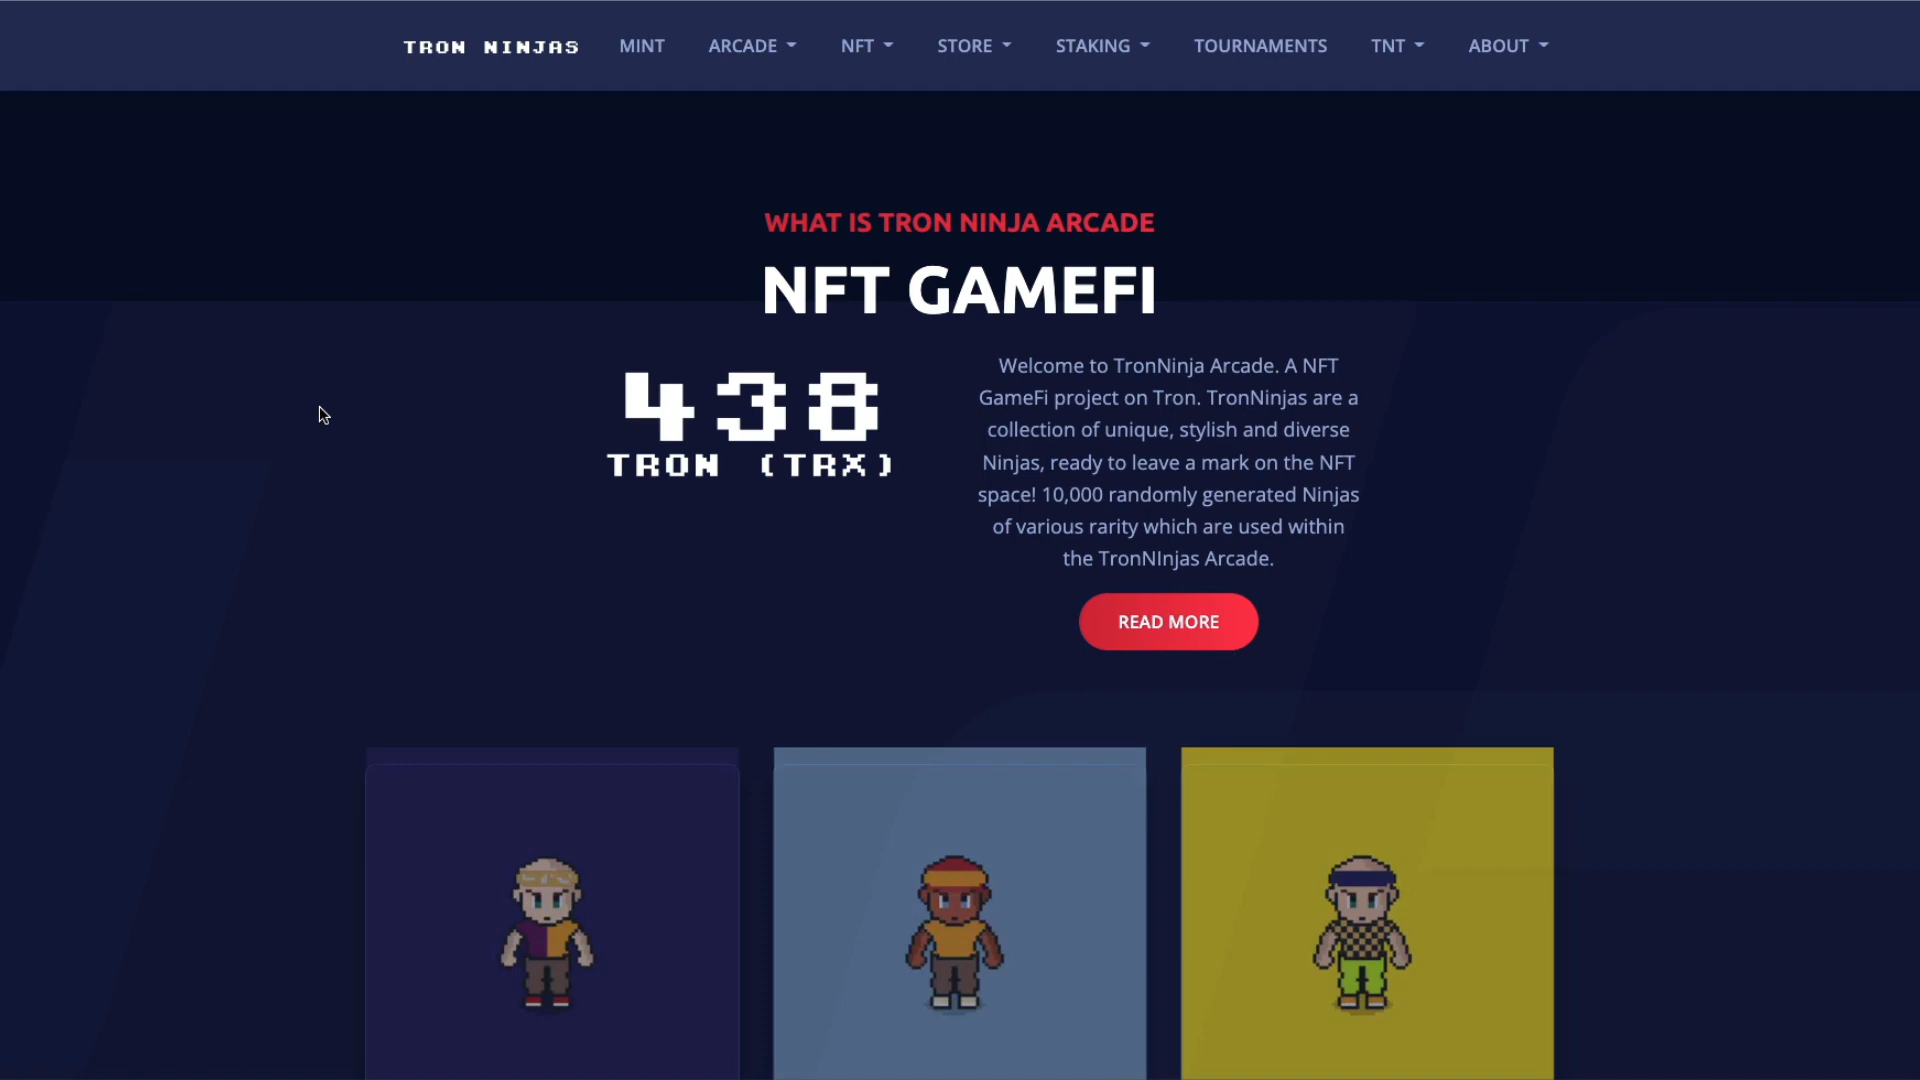 TRON NINJAS MINT ARCADE NFT STORE STAKING TOURNAMENTS TNT ABOUT
WHAT IS TRON NINJA ARCADE
NFT GAMEFI
438
TRON (TRX)
Welcome to TronNinja Arcade. A NFT
GameFi project on Tron. TronNinjas are a
collection of unique, stylish and diverse
Ninjas, ready to leave a mark on the NFT
space! 10,000 randomly generated Ninjas
of various rarity which are used within
the TronNInjas Arcade.
READ MORE